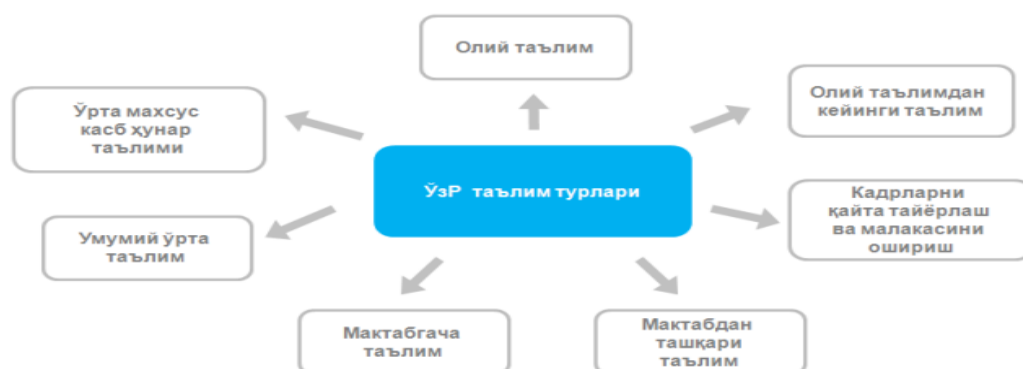 Олий таълим
Ўрта махсус
касб ҳунар
таълими
Олий таълимдан
кейинги таълим
ЎзР таълим турлари
Кадрларни
қайта тайёрлаш
ва малакасини
ошириш
Умумий ўрта
таълим
Мактабгача
таълим
Мактабдан
ташқари
таълим